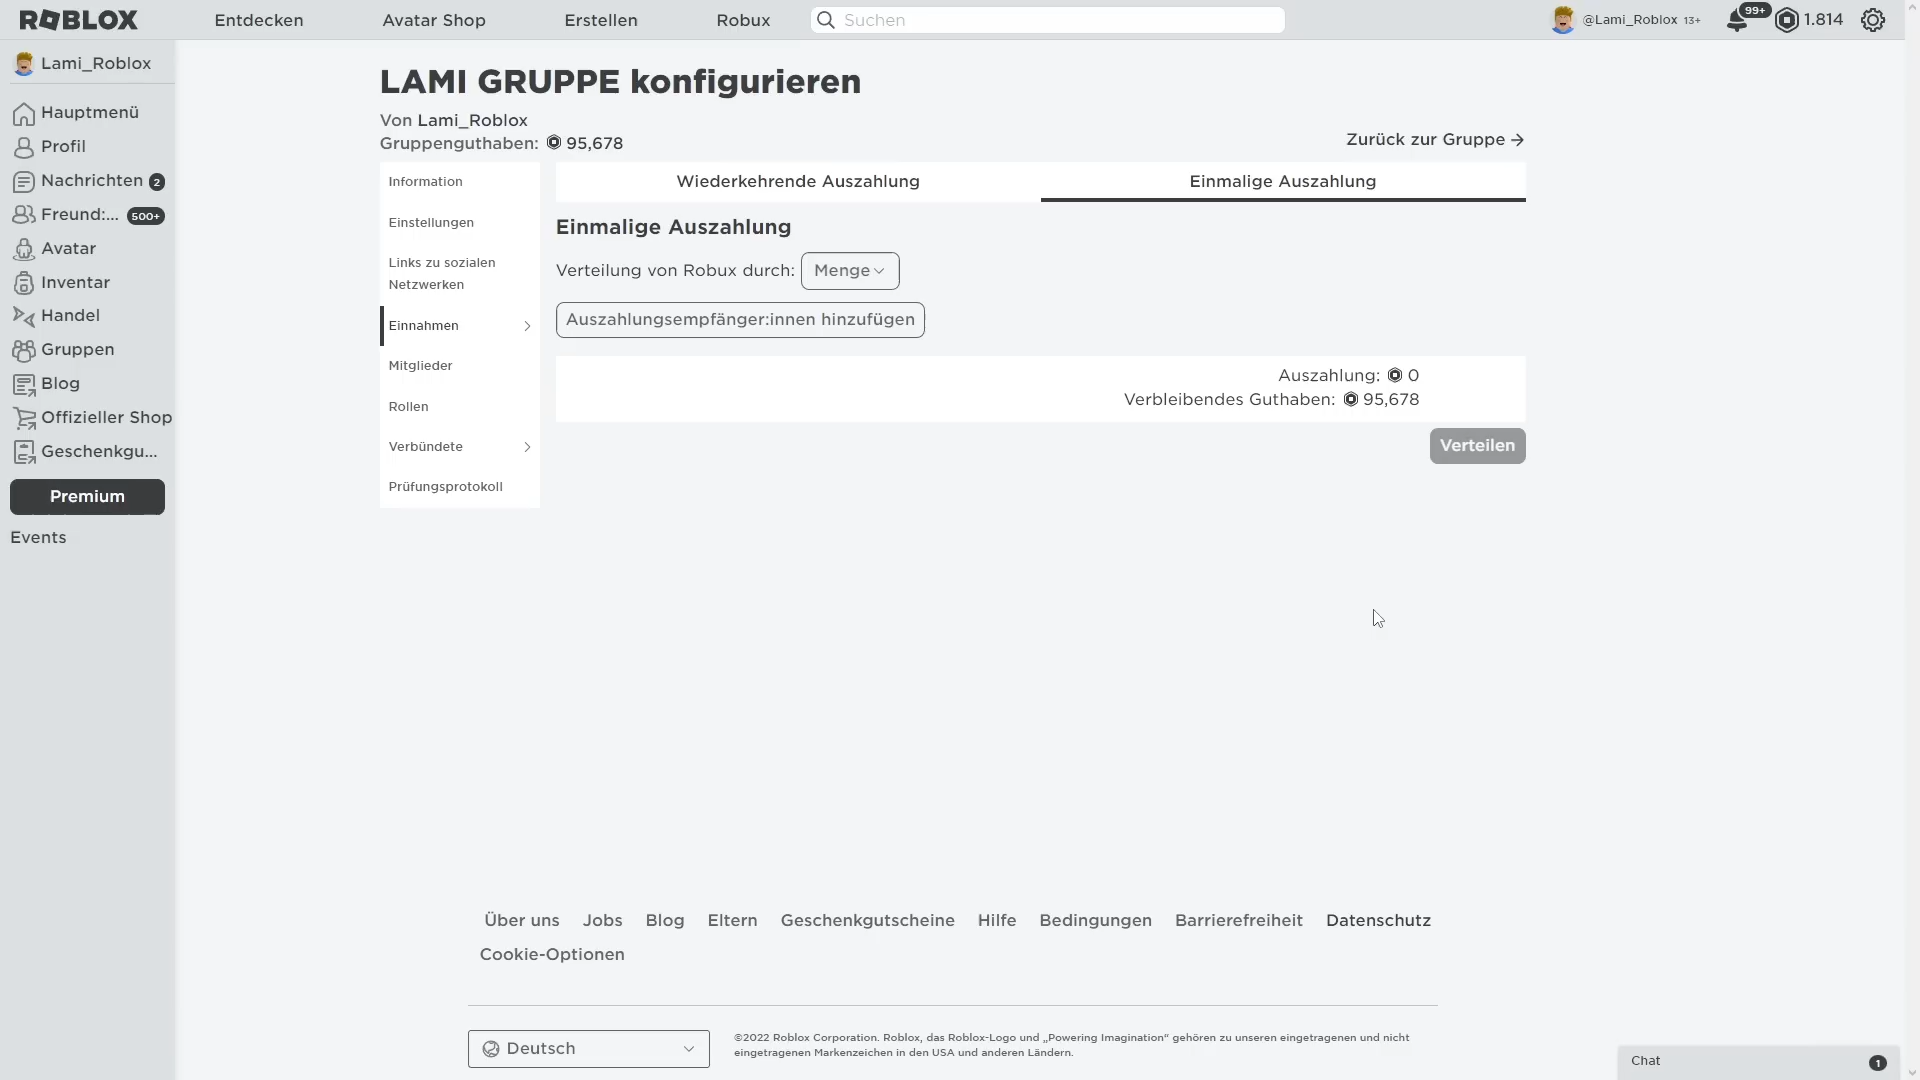 ROBLOX
Entdecken
Avatar Shop
Erstellen
Robux
Suchen
@Lami_Roblox 13+
99+
1.814
Lami_Roblox
Hauptmenü
Profil
Nachrichten 2
Freund:... 500+
Avatar
Inventar
Handel
Gruppen
Blog
Offizieller Shop
Geschenkgu...
Premium
Events
LAMI GRUPPE konfigurieren
Von Lami_Roblox
Gruppenguthaben: 95,678
Zurück zur Gruppe
Information
Einstellungen
Links zu sozialen
Netzwerken
Einnahmen
Mitglieder
Rollen
Verbündete
Prüfungsprotokoll
Wiederkehrende Auszahlung
Einmalige Auszahlung
Einmalige Auszahlung
Verteilung von Robux durch: Menge
Auszahlungsempfänger:innen hinzufügen
Auszahlung: 0
Verbleibendes Guthaben: 95,678
Verteilen
Über uns Jobs Blog Eltern Geschenkgutscheine Hilfe Bedingungen Barrierefreiheit Datenschutz
Cookie-Optionen
Deutsch
©2022 Roblox Corporation. Roblox, das Roblox-Logo und „Powering Imagination“ gehören zu unseren eingetragenen und nicht
eingetragenen Markenzeichen in den USA und anderen Ländern.
Chat
1